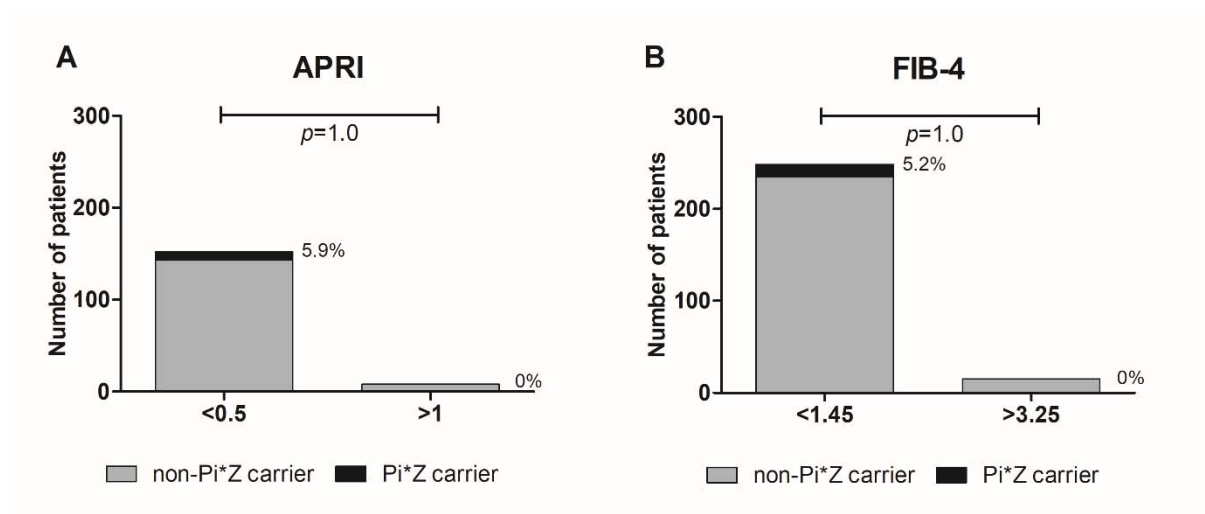 A
APRI
Number of patients
300
200
100
0
p=1.0
5.9%
0%
<0.5
>1
non-Pi*Z carrier
Pi*Z carrier
B
FIB-4
Number of patients
300
200
100
0
p=1.0
5.2%
0%
<1.45
>3.25
non-Pi*Z carrier
Pi*Z carrier